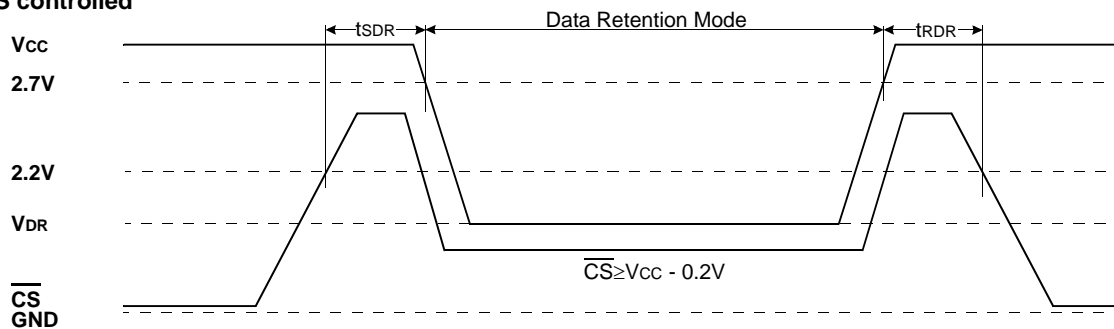 CS controlled
tSDR
Data Retention Mode
tRDR
VCC
2.7V
2.2V
VDR
CS≥VCC - 0.2V
CS
GND